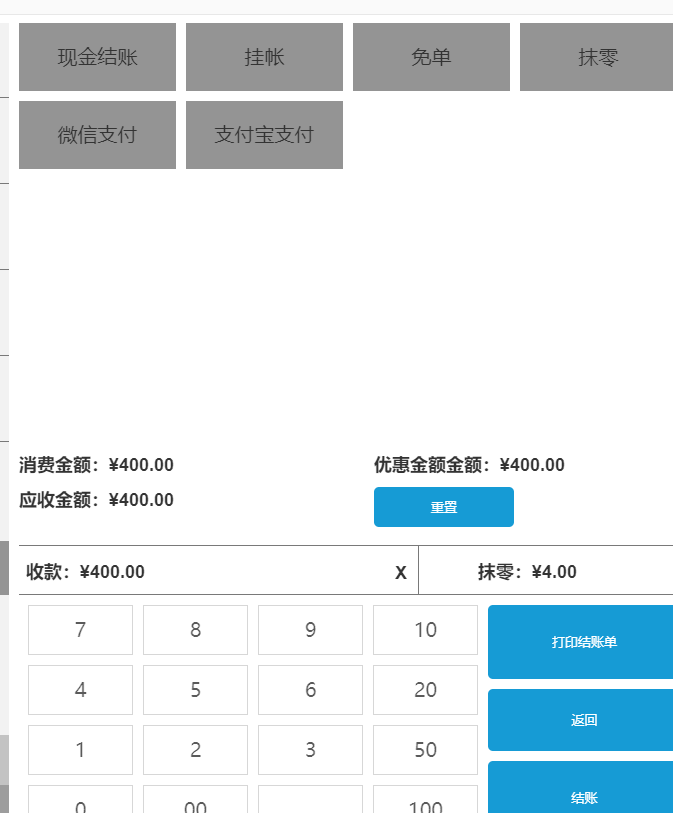 现金结账 挂帐 免单 抹零
微信支付 支付宝支付
消费金额：¥400.00 优惠金额金额：¥400.00
应收金额：¥400.00 重置
收款：¥400.00 X 抹零：¥4.00
7 8 9 10 打印结账单
4 5 6 20 返回
1 2 3 50 结账
0 00 100